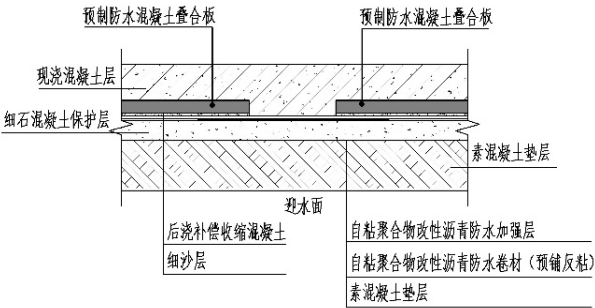 预制防水混凝土叠合板
预制防水混凝土叠合板
现浇混凝土层
细石混凝土保护层
素混凝土垫层
迎水面
后浇补偿收缩混凝土
细沙层
自粘聚合物改性沥青防水加强层
自粘聚合物改性沥青防水卷材(预铺反粘)
素混凝土垫层